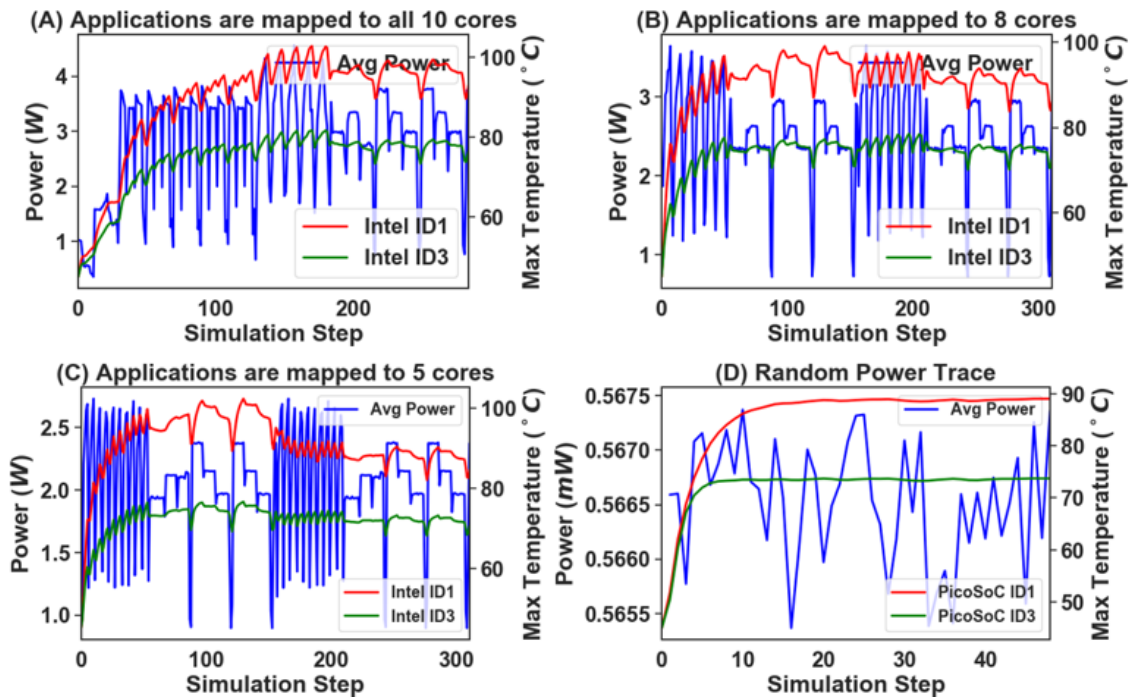 (A) Applications are mapped to all 10 cores
Power (W)
4
3
2
1
Avg Power
Intel ID1
Intel ID3
100
80
60
Max Temperature (°C)
0 100 200
Simulation Step
(B) Applications are mapped to 8 cores
Power (W)
3
2
1
Avg Power
Intel ID1
Intel ID3
100
80
60
Max Temperature (°C)
0 100 200 300
Simulation Step
(C) Applications are mapped to 5 cores
Power (W)
2.5
2.0
1.5
1.0
Avg Power
Intel ID1
Intel ID3
100
80
60
Max Temperature (°C)
0 100 200 300
Simulation Step
(D) Random Power Trace
Power (mW)
0.5675
0.5670
0.5665
0.5660
0.5655
Avg Power
PicoSoC ID1
PicoSoC ID3
90
80
70
60
50
Max Temperature (°C)
0 10 20 30 40
Simulation Step